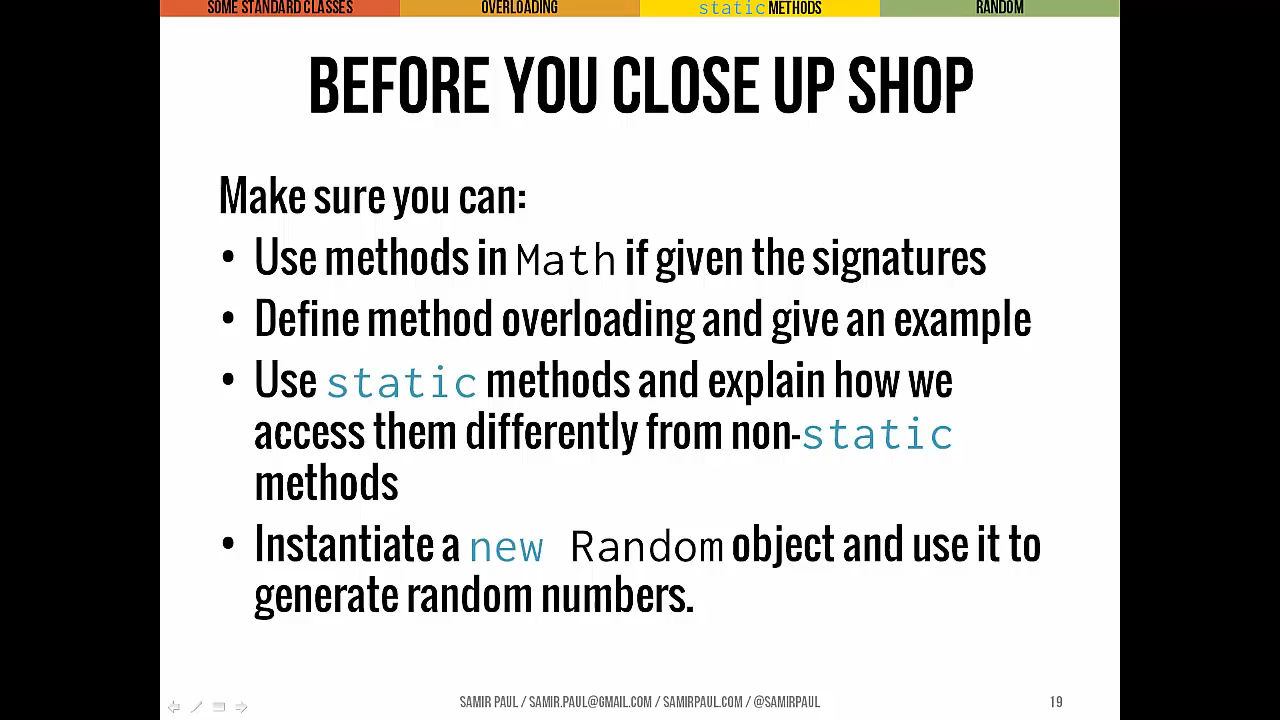 SOME STANDARD CLASSES
OVERLOADING
static METHODS
RANDOM
BEFORE YOU CLOSE UP SHOP
Make sure you can:
• Use methods in Math if given the signatures
• Define method overloading and give an example
• Use static methods and explain how we
access them differently from non-static
methods
• Instantiate a new Random object and use it to
generate random numbers.
SAMIR PAUL / SAMIR.PAUL@GMAIL.COM / SAMIRPAUL.COM / @SAMIRPAUL
19